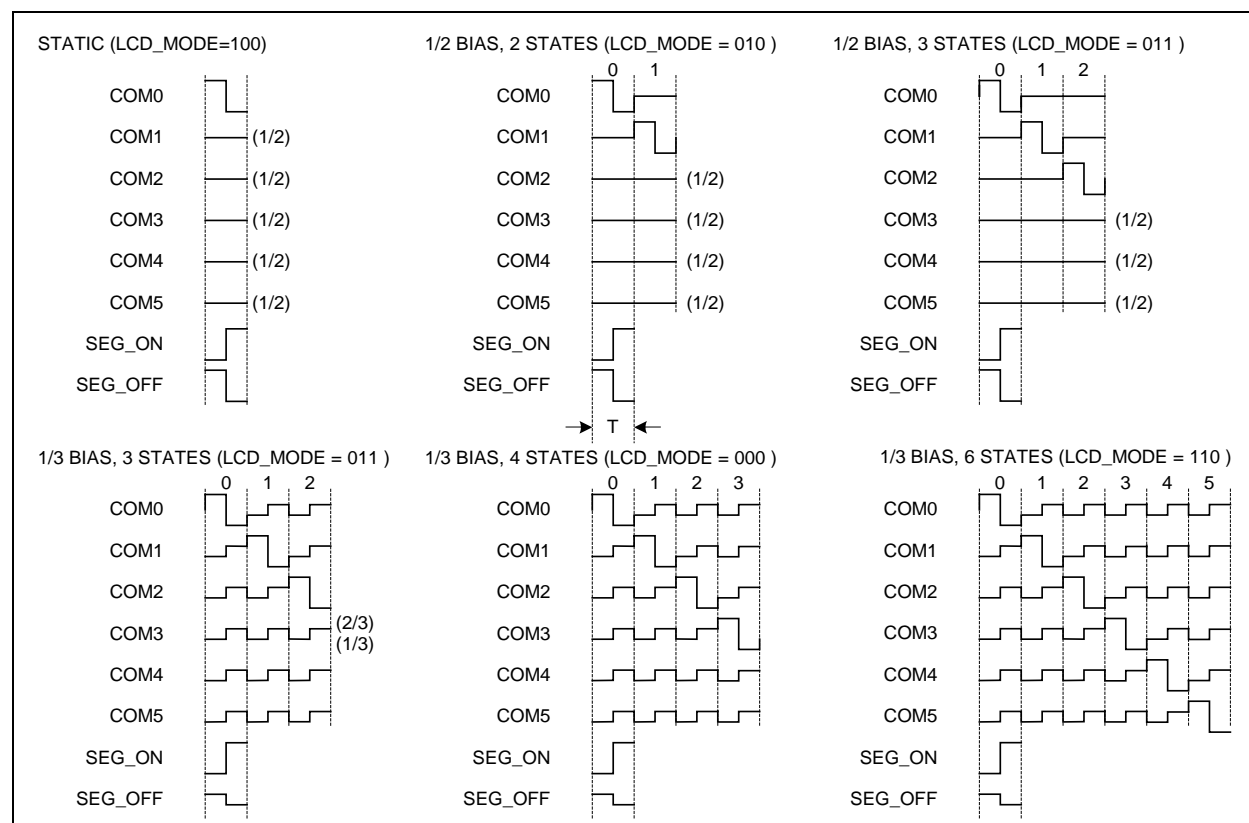 STATIC (LCD_MODE=100)
COM0
COM1 (1/2)
COM2 (1/2)
COM3 (1/2)
COM4 (1/2)
COM5 (1/2)
SEG_ON
SEG_OFF
1/2 BIAS, 2 STATES (LCD_MODE = 010 )
0 1
COM0
COM1
COM2 (1/2)
COM3 (1/2)
COM4 (1/2)
COM5 (1/2)
SEG_ON
SEG_OFF
T
1/2 BIAS, 3 STATES (LCD_MODE = 011 )
0 1 2
COM0
COM1
COM2
COM3 (1/2)
COM4 (1/2)
COM5 (1/2)
SEG_ON
SEG_OFF
1/3 BIAS, 3 STATES (LCD_MODE = 011 )
0 1 2
COM0
COM1
COM2
(2/3)
COM3
(1/3)
COM4
COM5
SEG_ON
SEG_OFF
1/3 BIAS, 4 STATES (LCD_MODE = 000 )
0 1 2 3
COM0
COM1
COM2
COM3
COM4
COM5
SEG_ON
SEG_OFF
1/3 BIAS, 6 STATES (LCD_MODE = 110 )
0 1 2 3 4 5
COM0
COM1
COM2
COM3
COM4
COM5
SEG_ON
SEG_OFF